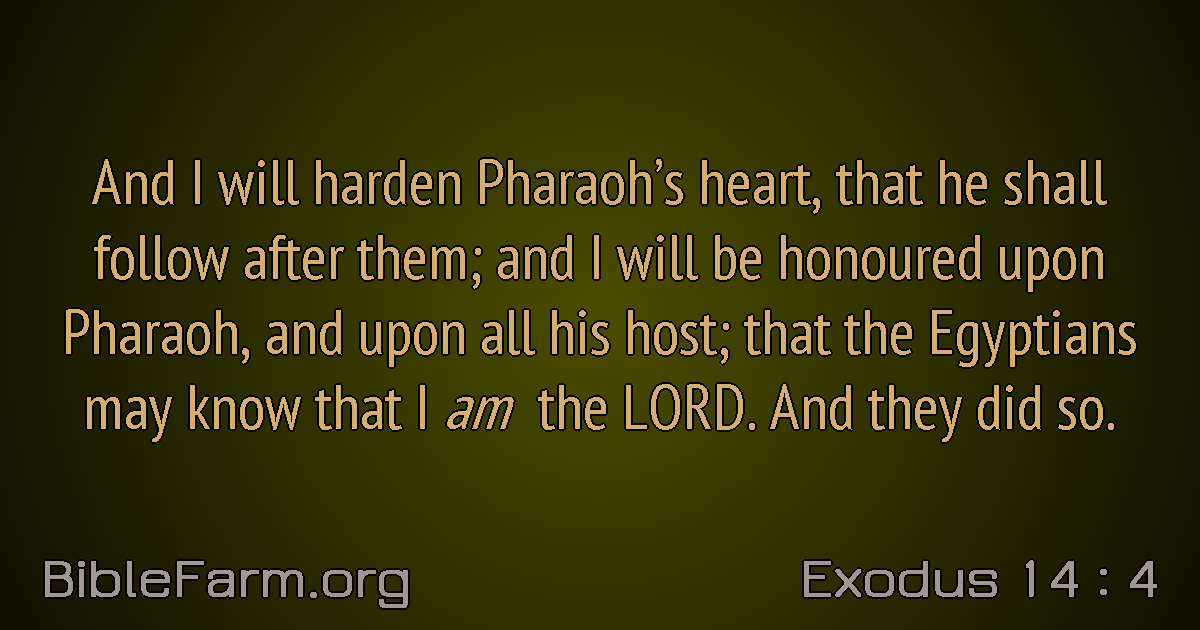 And I will harden Pharaoh’s heart, that he shall
follow after them; and I will be honoured upon
Pharaoh, and upon all his host; that the Egyptians
may know that I am the LORD. And they did so.
BibleFarm.org
Exodus 14 : 4